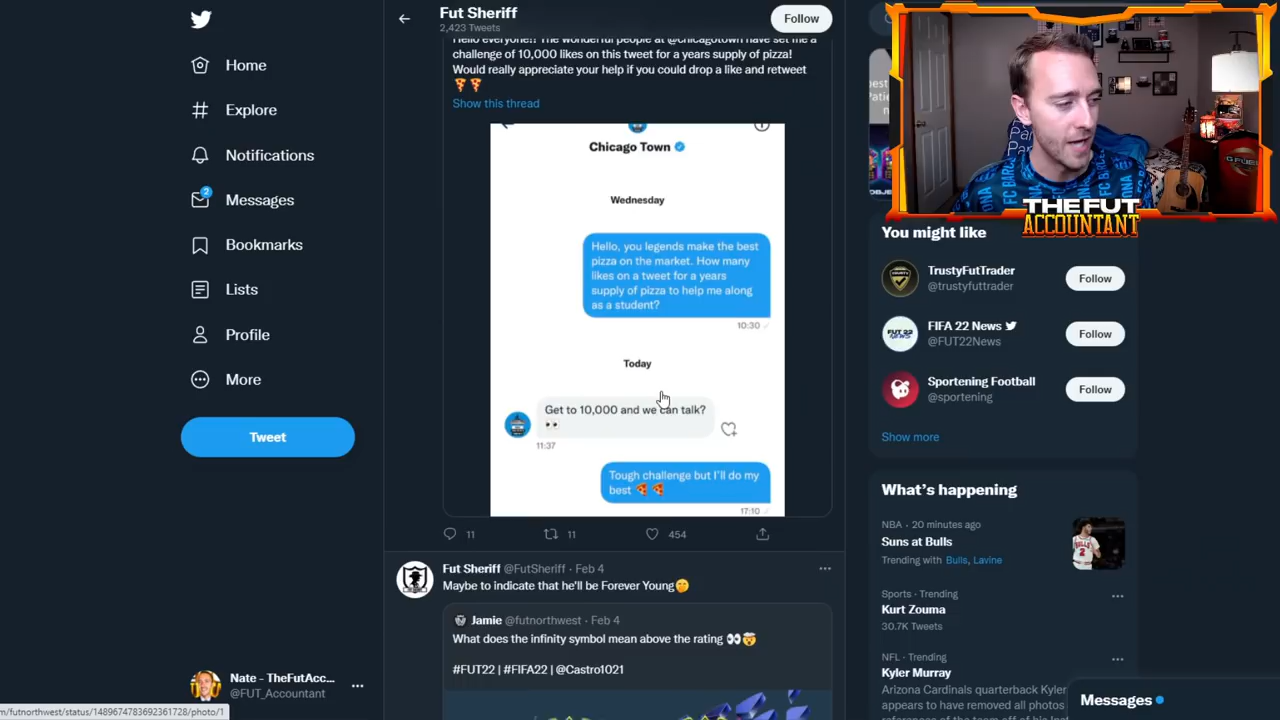 Fut Sheriff
2,423 Tweets
Follow
Hello everyone!! The wonderful people at @chicagotown have set me a
challenge of 10,000 likes on this tweet for a years supply of pizza!
Would really appreciate your help if you could drop a like and retweet
🍕🍕
Show this thread
Chicago Town
Wednesday
Hello, you legends make the best
pizza on the market. How many
likes on a tweet for a years
supply of pizza to help me along
as a student?
10:30
Today
Get to 10,000 and we can talk?
👀
11:37
Tough challenge but I'll do my
best 🍕 🍕
17:10
11
11
454
Fut Sheriff @FutSheriff · Feb 4
Maybe to indicate that he'll be Forever Young🤫
Jamie @futnorthwest · Feb 4
What does the infinity symbol mean above the rating 👀🤯
#FUT22 | #FIFA22 | @Castro1021
Home
Explore
Notifications
2
Messages
Bookmarks
Lists
Profile
More
Tweet
Nate - TheFutAcc...
@FUT_Accountant
m/futnorthwest/status/1489674783692361728/photo/1
THE FUT
ACCOUNTANT
You might like
TrustyFutTrader
@trustyfuttrader
Follow
FIFA 22 News
@FUT22News
Follow
Sportening Football
@sportening
Follow
Show more
What's happening
NBA · 20 minutes ago
Suns at Bulls
Trending with Bulls, Lavine
Sports · Trending
Kurt Zouma
30.7K Tweets
NFL · Trending
Kyler Murray
Arizona Cardinals quarterback Kyler
appears to have removed all photos
Messages